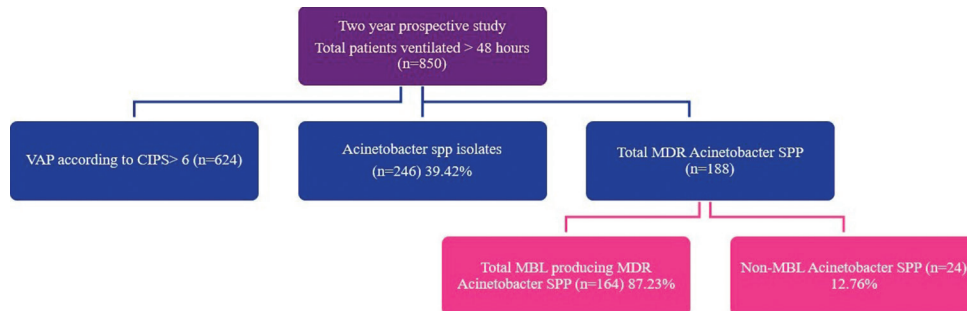 Two year prospective study
Total patients ventilated > 48 hours
(n=850)
VAP according to CIPS> 6 (n=624)
Acinetobacter spp isolates
(n=246) 39.42%
Total MDR Acinetobacter SPP
(n=188)
Total MBL producing MDR
Acinetobacter SPP (n=164) 87.23%
Non-MBL Acinetobacter SPP (n=24)
12.76%